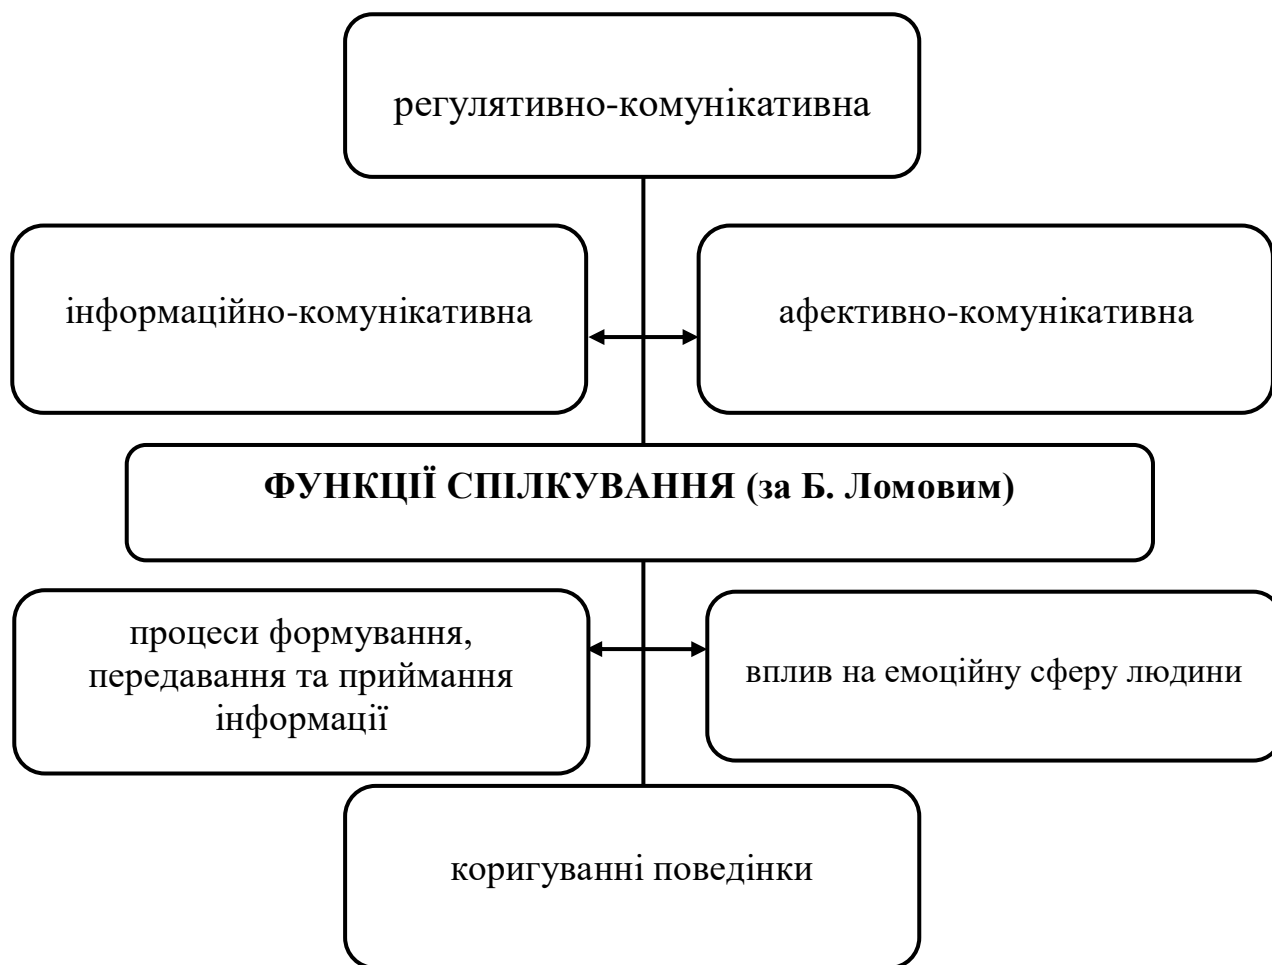 регулятивно-комунікативна
інформаційно-комунікативна
афективно-комунікативна
ФУНКЦІЇ СПІЛКУВАННЯ (за Б. Ломовим)
процеси формування,
передавання та приймання
інформації
вплив на емоційну сферу людини
коригуванні поведінки